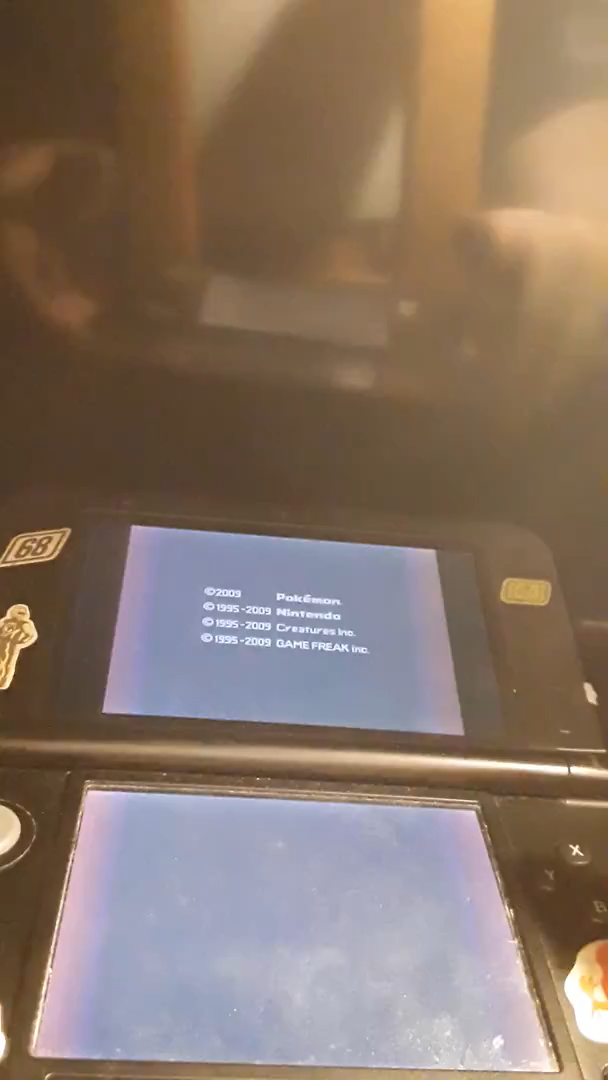 68
©2009 Pokémon.
©1995-2009 Nintendo
©1995-2009 Creatures Inc.
©1995-2009 GAME FREAK inc.
X
Y
B